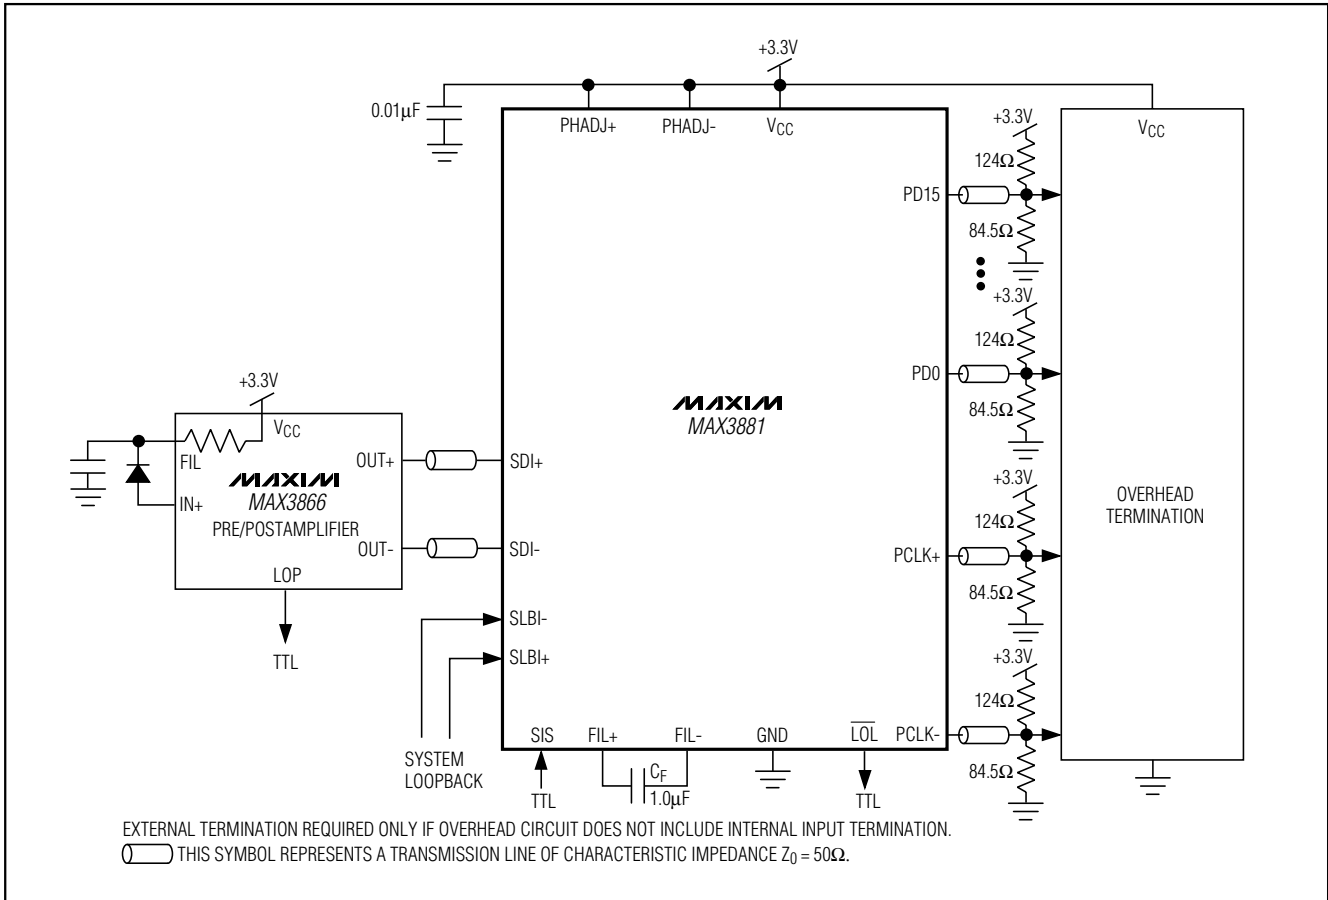 +3.3V
0.01μF
PHADJ+
PHADJ-
VCC
+3.3V
VCC
124Ω
PD15
84.5Ω
+3.3V
124Ω
PD0
84.5Ω
+3.3V
VCC
FIL
OUT+
SDI+
MAXIM
MAX3881
MAXIM
MAX3866
PRE/POSTAMPLIFIER
IN+
OUT-
SDI-
LOP
TTL
SLBI-
SLBI+
SYSTEM
LOOPBACK
+3.3V
124Ω
PCLK+
84.5Ω
OVERHEAD
TERMINATION
+3.3V
124Ω
PCLK-
84.5Ω
SIS
FIL+
FIL-
GND
LOL
TTL
CF
1.0μF
TTL
EXTERNAL TERMINATION REQUIRED ONLY IF OVERHEAD CIRCUIT DOES NOT INCLUDE INTERNAL INPUT TERMINATION.
THIS SYMBOL REPRESENTS A TRANSMISSION LINE OF CHARACTERISTIC IMPEDANCE Z0 = 50Ω.